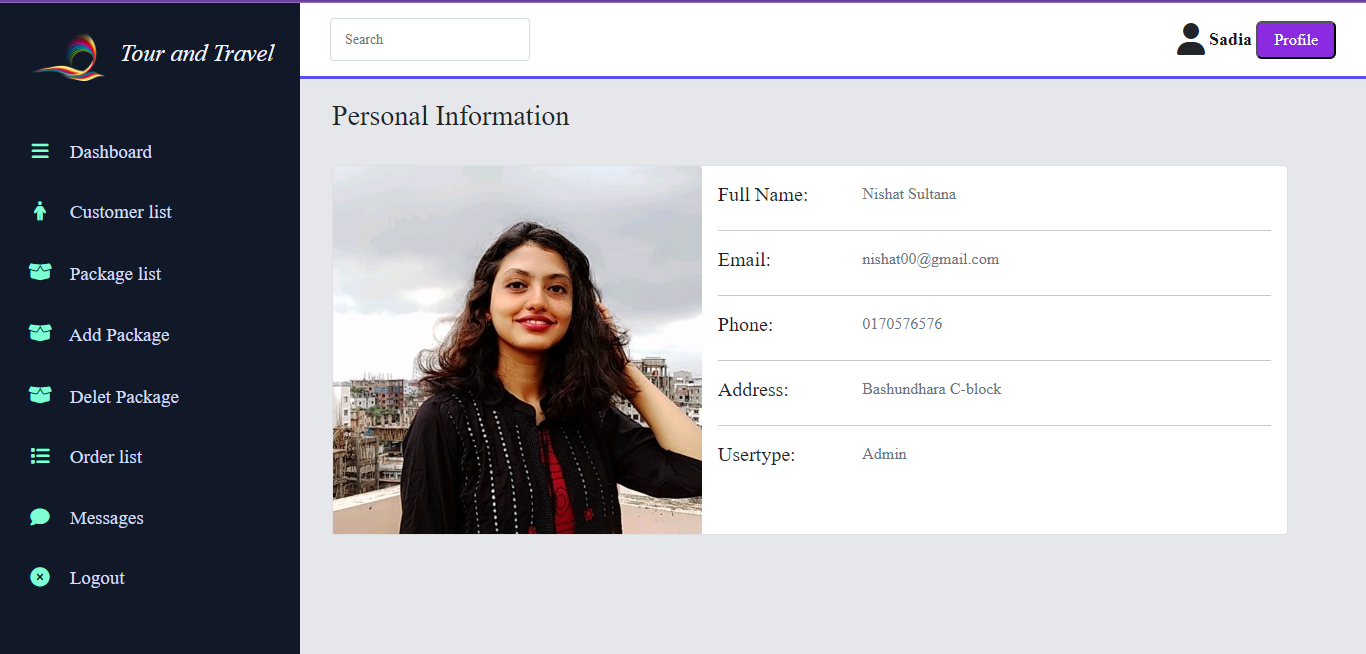 Tour and Travel
Dashboard
Customer list
Package list
Add Package
Delet Package
Order list
Messages
Logout
Search
Sadia
Profile
Personal Information
Full Name: Nishat Sultana
Email: nishat00@gmail.com
Phone: 0170576576
Address: Bashundhara C-block
Usertype: Admin